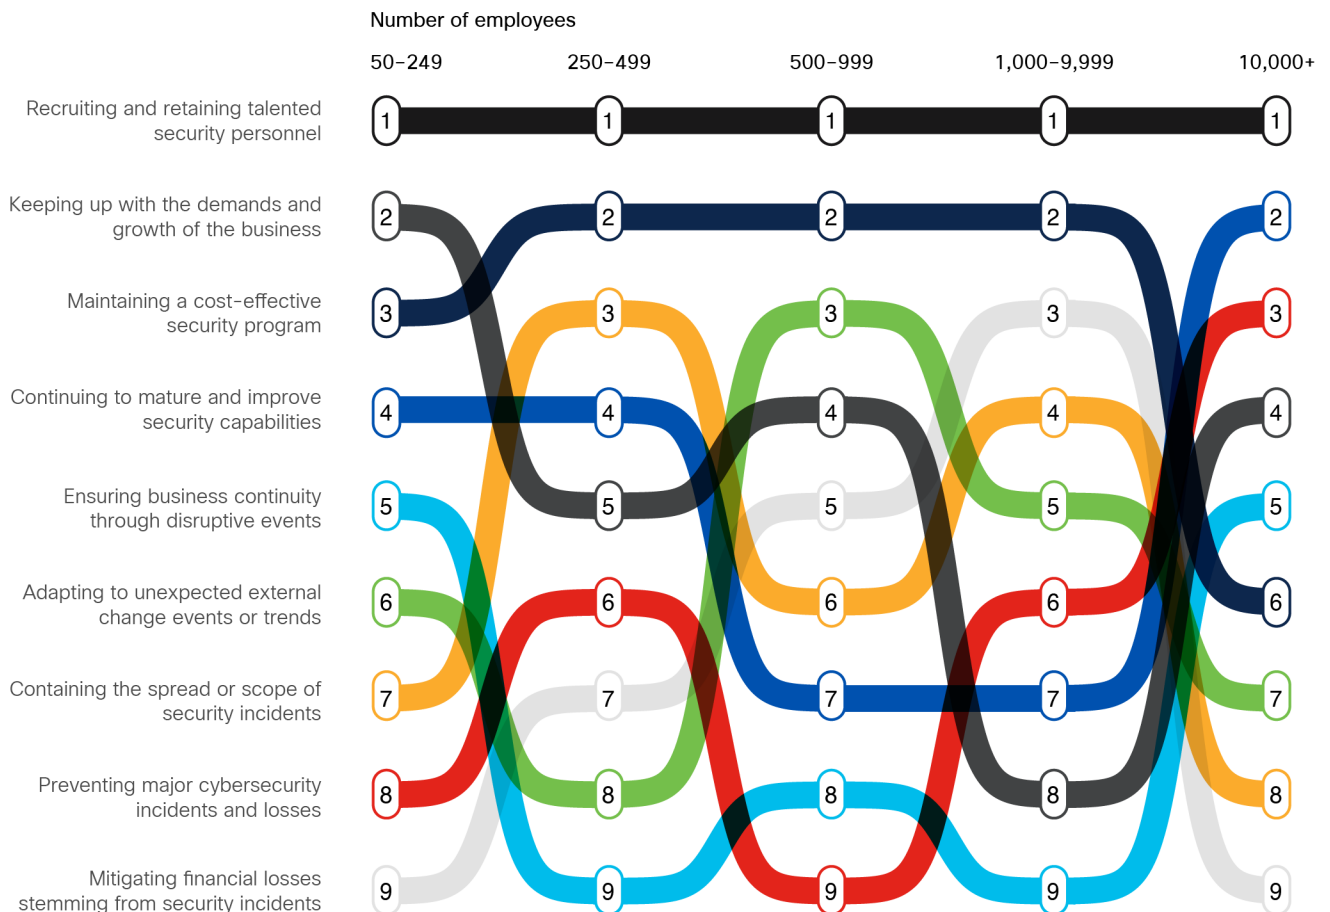 Number of employees
50–249 250–499 500–999 1,000–9,999 10,000+
Recruiting and retaining talented
security personnel
1 1 1 1 1
Keeping up with the demands and
growth of the business
2 2 2 2 2
Maintaining a cost-effective
security program
3 3 3 3 3
Continuing to mature and improve
security capabilities
4 4 4 4 4
Ensuring business continuity
through disruptive events
5 5 5 5 5
Adapting to unexpected external
change events or trends
6 6 6 6 6
Containing the spread or scope of
security incidents
7 7 7 7 7
Preventing major cybersecurity
incidents and losses
8 8 8 8 8
Mitigating financial losses
stemming from security incidents
9 9 9 9 9